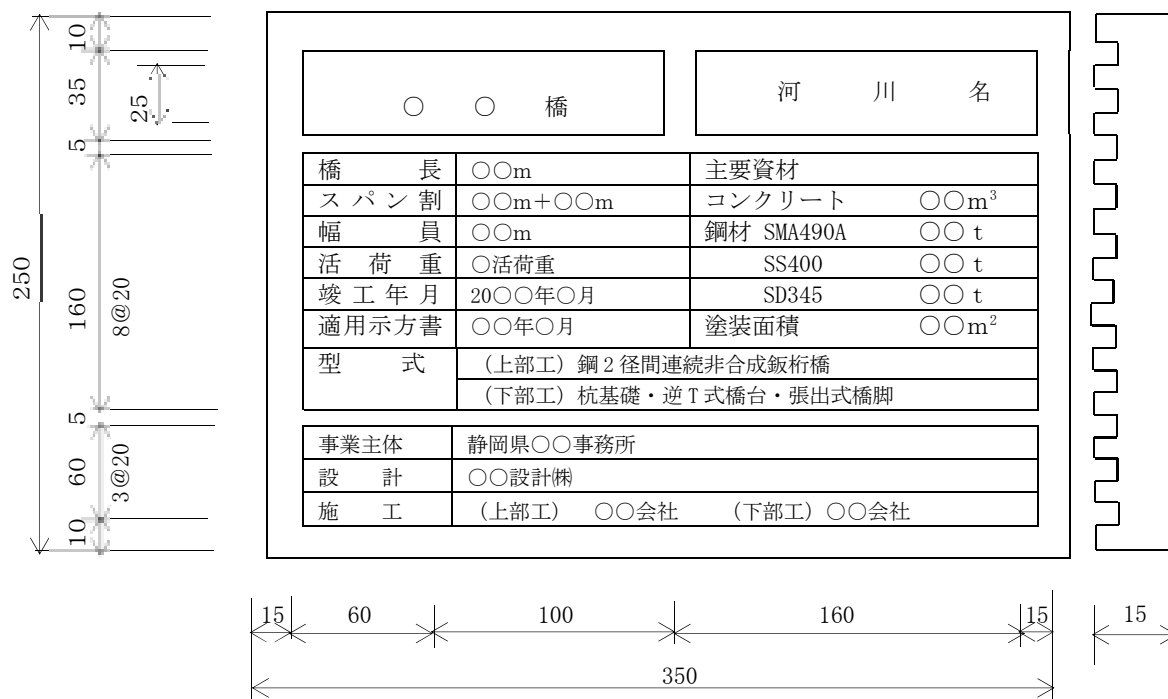 ○ ○ 橋
河 川 名
橋 長 ○○m 主要資材
スパン割 ○○m+○○m コンクリート ○○m³
幅 員 ○○m 鋼材 SMA490A ○○t
活荷重 ○活荷重 SS400 ○○t
竣工年月 20○○年○月 SD345 ○○t
適用示方書 ○○年○月 塗装面積 ○○m²
型 式 (上部工)鋼2径間連続非合成鈑桁橋
(下部工)杭基礎・逆T式橋台・張出式橋脚
事業主体 静岡県○○事務所
設 計 ○○設計㈱
施 工 (上部工) ○○会社 (下部工)○○会社
250
10
35
25
5
160
8@20
5
60
3@20
10
15 60 100 160 15 15
350